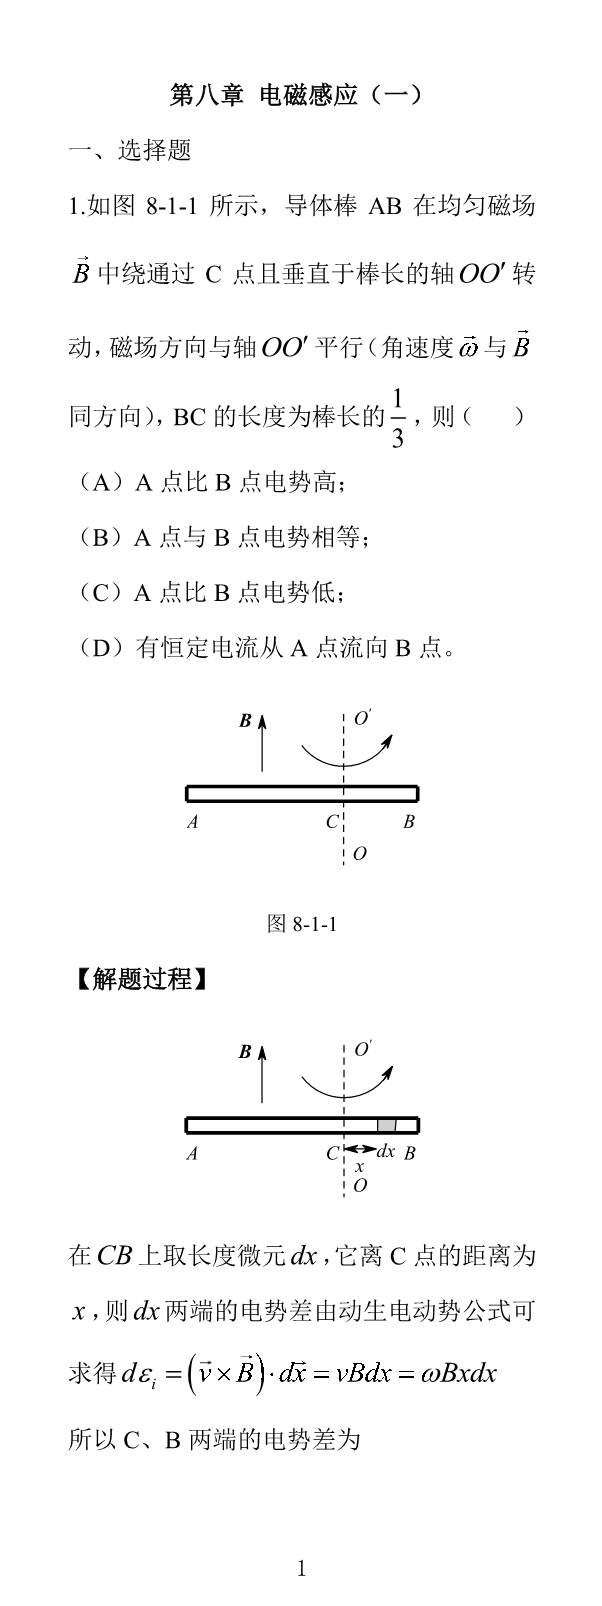 第八章 电磁感应（一）
一、选择题
1.如图 8-1-1 所示，导体棒 AB 在均匀磁场
$\vec{B}$ 中绕通过 C 点且垂直于棒长的轴 $OO'$ 转
动，磁场方向与轴 $OO'$ 平行（角速度 $\vec{\omega}$ 与 $\vec{B}$
同方向），BC 的长度为棒长的 $\frac{1}{3}$，则（  ）
（A）A 点比 B 点电势高；
（B）A 点与 B 点电势相等；
（C）A 点比 B 点电势低；
（D）有恒定电流从 A 点流向 B 点。
B O'
A C B
O
图 8-1-1
【解题过程】
B O'
A C dx B
x
O
在 CB 上取长度微元 dx，它离 C 点的距离为
x，则 dx 两端的电势差由动生电动势公式可
求得 $d\varepsilon_i = \left(\vec{v} \times \vec{B}\right) \cdot d\vec{x} = vBdx = \omega Bxdx$
所以 C、B 两端的电势差为
1